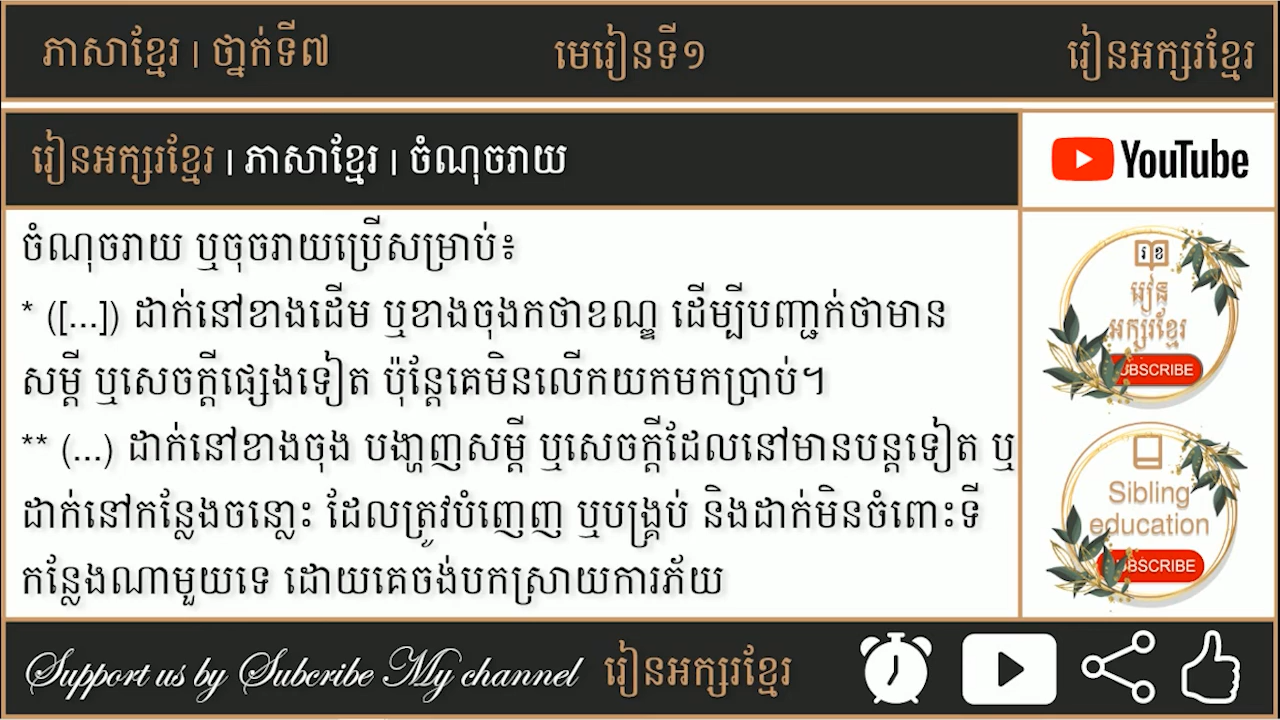 ភាសាខ្មែរ | ថា្នក់ទី៧
មេរៀនទី១
រៀនអក្សរខ្មែរ
រៀនអក្សរខ្មែរ | ភាសាខ្មែរ | ចំណុចរាយ
YouTube
ចំណុចរាយ ឬចុចរាយប្រើសម្រាប់៖
* ([...]) ដាក់នៅខាងដើម ឬខាងចុងកថាខណ្ឌ ដើម្បីបញ្ជាក់ថាមាន
សម្តី ឬសេចក្តីផ្សេងទៀត ប៉ុន្តែគេមិនលើកយកមកប្រាប់។
** (...) ដាក់នៅខាងចុង បង្ហាញសម្តី ឬសេចក្តីដែលនៅមានបន្តទៀត ឬ
ដាក់នៅកន្លែងចន្លោះ ដែលត្រូវបំពេញ ឬបង្គ្រប់ និងដាក់មិនចំពោះទី
កន្លែងណាមួយទេ ដោយគេចង់បកស្រាយការភ័យ
រ ខ
រៀន
អក្សរខ្មែរ
UBSCRIBE
Sibling
education
UBSCRIBE
Support us by Subcribe My channel
រៀនអក្សរខ្មែរ